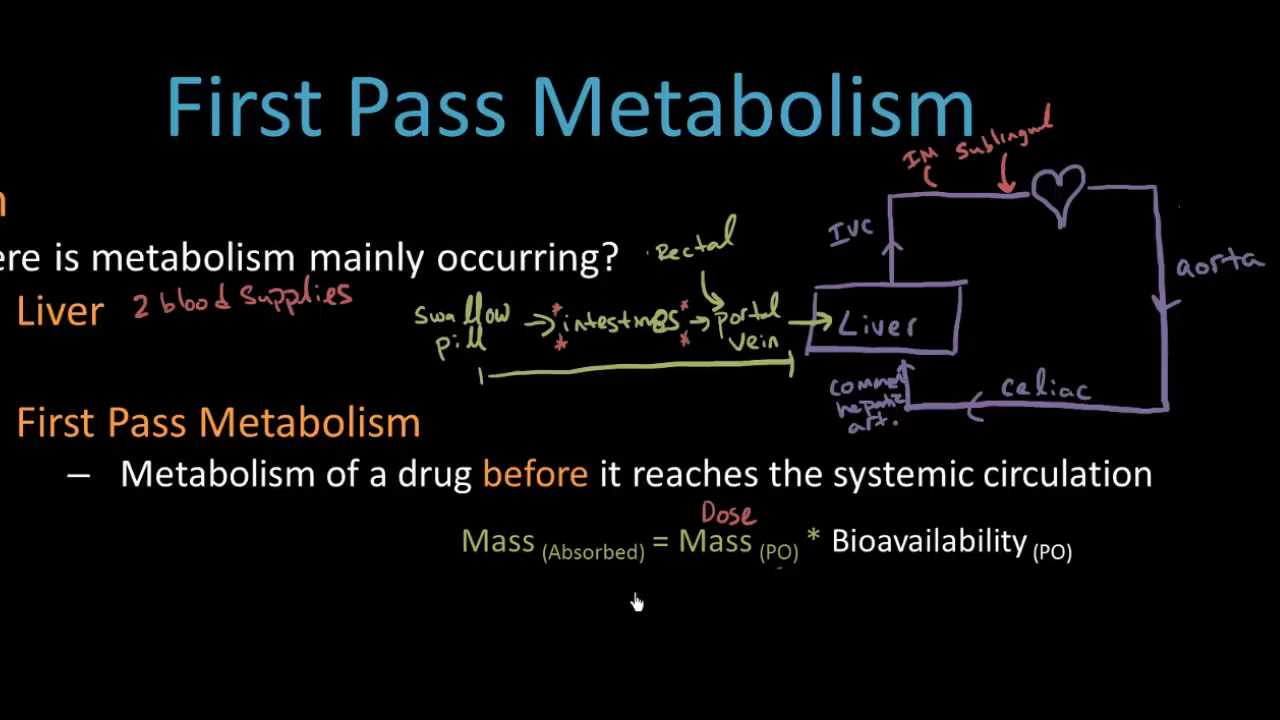 First Pass Metabolism
IM Sublingual
n
ere is metabolism mainly occurring?
Rectal
IVC
aorta
Liver 2 blood supplies
swallow pill → *intestines* → portal vein → Liver
celiac
hepatic
art.
First Pass Metabolism
– Metabolism of a drug before it reaches the systemic circulation
Dose
Mass (Absorbed) = Mass (PO) * Bioavailability (PO)